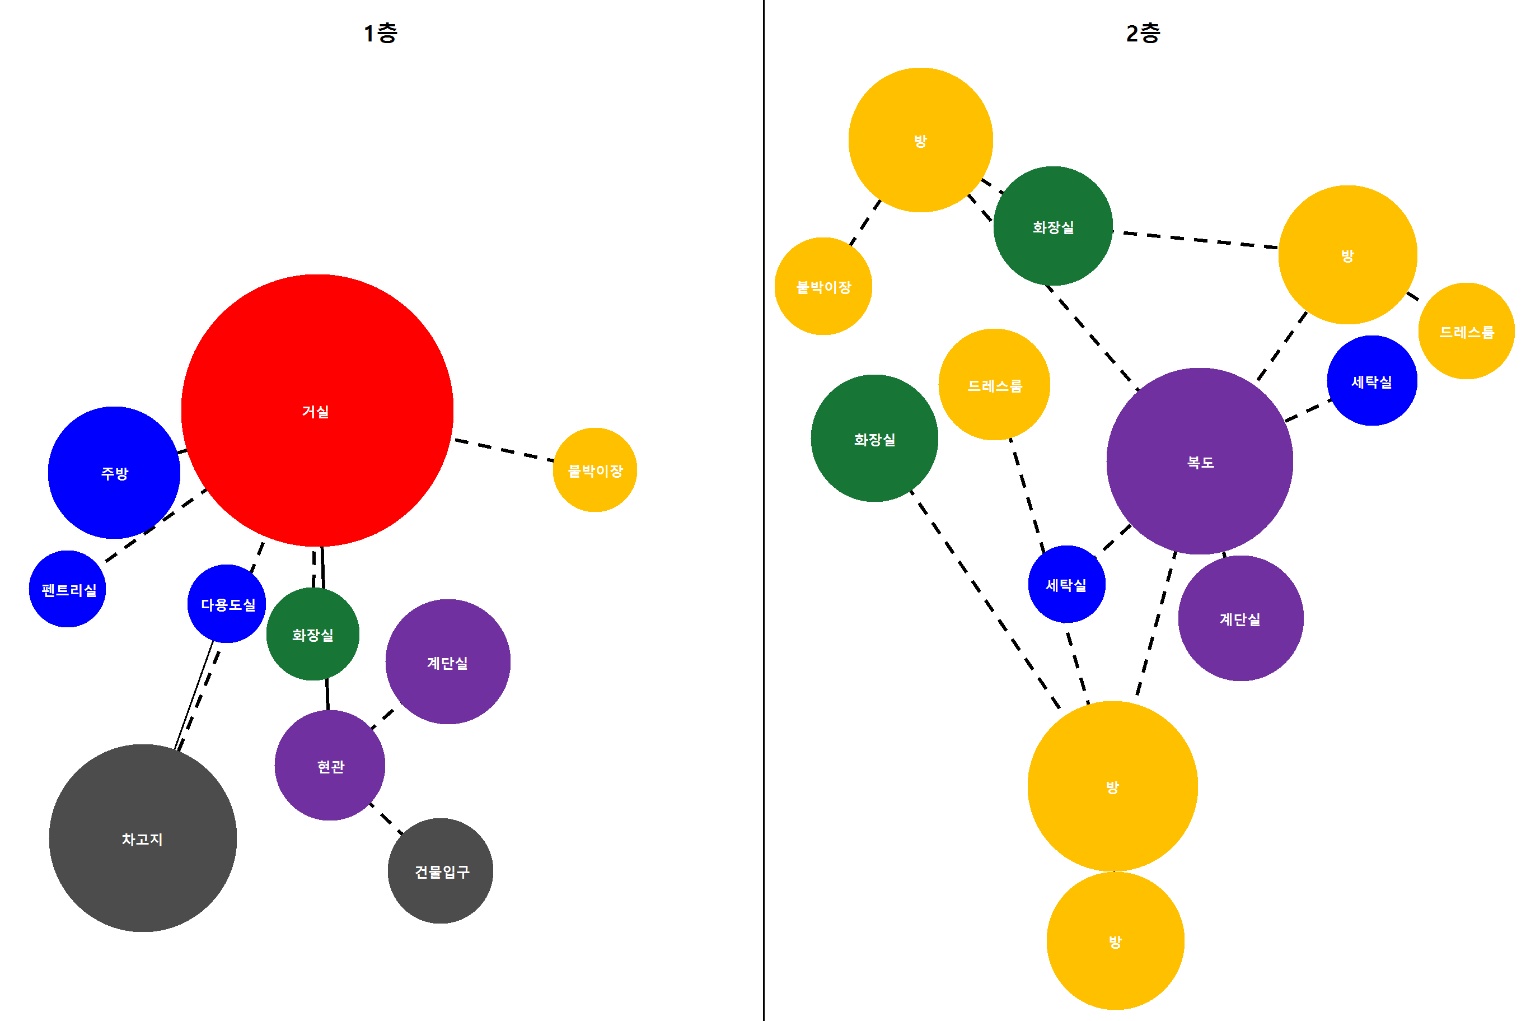 1층
거실
주방
붙박이장
펜트리실
다용도실
화장실
계단실
현관
차고지
건물입구
2층
방
화장실
방
붙박이장
드레스룸
세탁실
드레스룸
화장실
복도
세탁실
계단실
방
방